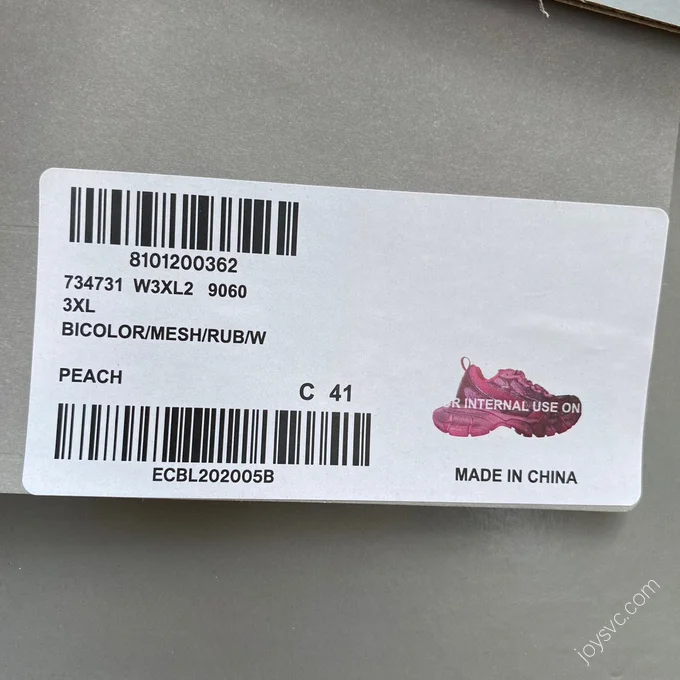 8101200362
734731 W3XL2 9060
3XL
BICOLOR/MESH/RUB/W
PEACH
C 41
R INTERNAL USE ON
ECBL202005B
MADE IN CHINA
joysvc.com